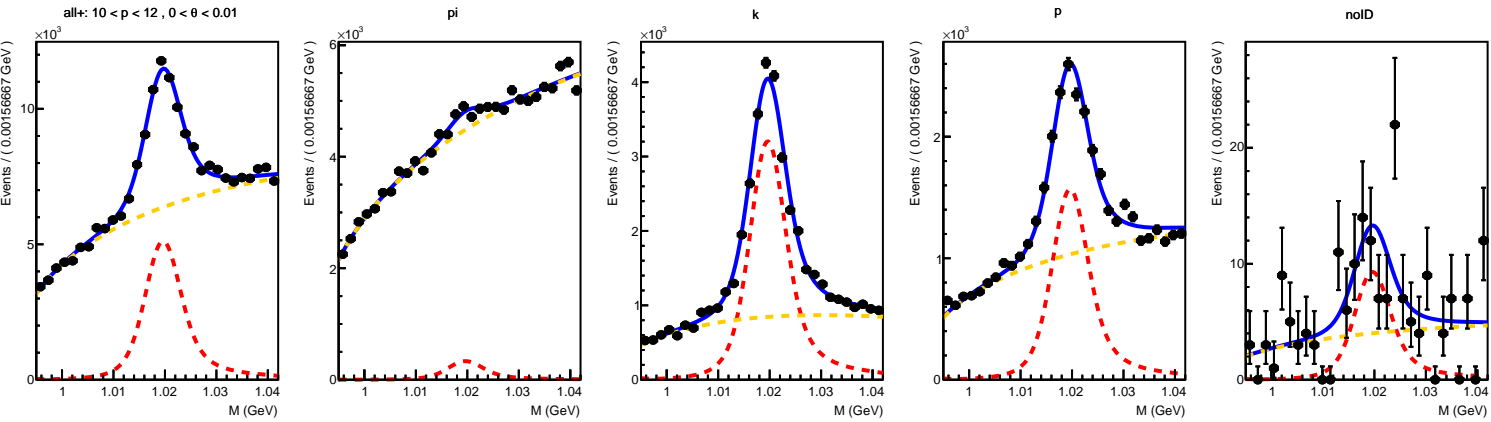 all+: 10 < p < 12 , 0 < θ < 0.01
×10³
Events / ( 0.00156667 GeV )
10
5
0
1 1.01 1.02 1.03 1.04
M (GeV)
pi
×10³
Events / ( 0.00156667 GeV )
6
4
2
0
1 1.01 1.02 1.03 1.04
M (GeV)
k
×10³
Events / ( 0.00156667 GeV )
4
3
2
1
0
1 1.01 1.02 1.03 1.04
M (GeV)
p
×10³
Events / ( 0.00156667 GeV )
2
1
0
1 1.01 1.02 1.03 1.04
M (GeV)
noID
Events / ( 0.00156667 GeV )
20
10
0
1 1.01 1.02 1.03 1.04
M (GeV)